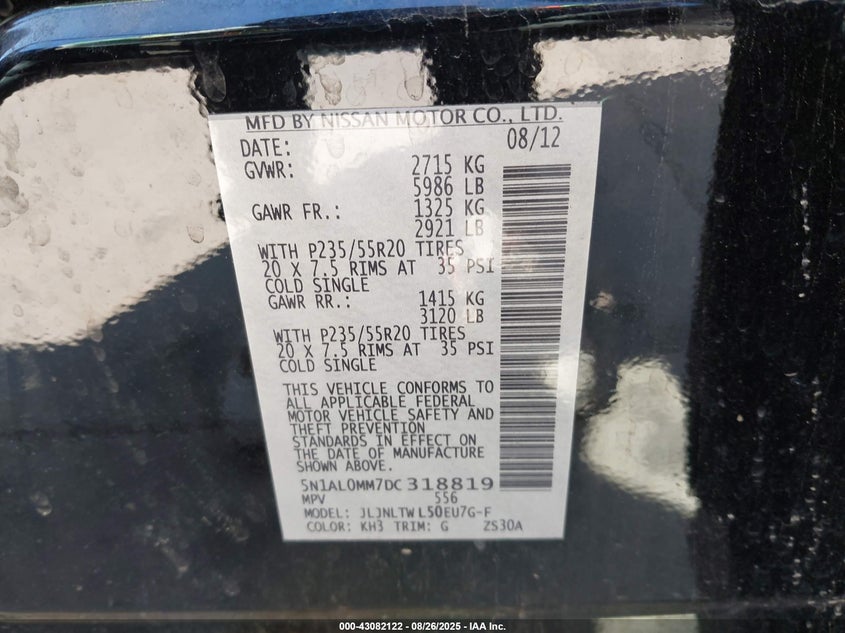 MFD BY NISSAN MOTOR CO., LTD.
DATE: 08/12
GVWR: 2715 KG
5986 LB
GAWR FR.: 1325 KG
2921 LB
WITH P235/55R20 TIRES
20 X 7.5 RIMS AT 35 PSI
COLD SINGLE
GAWR RR.: 1415 KG
3120 LB
WITH P235/55R20 TIRES
20 X 7.5 RIMS AT 35 PSI
COLD SINGLE
THIS VEHICLE CONFORMS TO
ALL APPLICABLE FEDERAL
MOTOR VEHICLE SAFETY AND
THEFT PREVENTION
STANDARDS IN EFFECT ON
THE DATE OF MANUFACTURE
SHOWN ABOVE.
5N1AL0MM7DC318819
MPV 556
MODEL: JLJNLTWL50EU7G-F
COLOR: KH3 TRIM: G ZS30A
000-43082122 - 08/26/2025 - IAA Inc.